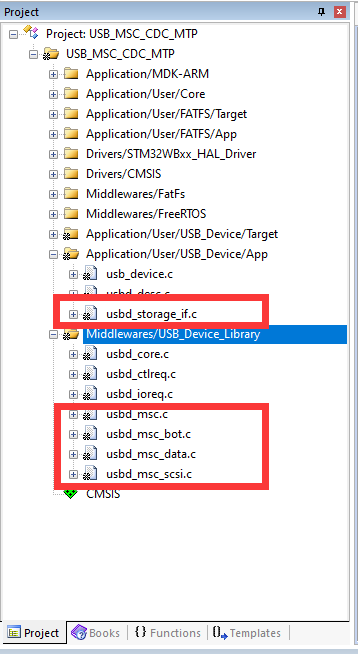 Project
Project: USB_MSC_CDC_MTP
USB_MSC_CDC_MTP
Application/MDK-ARM
Application/User/Core
Application/User/FATFS/Target
Application/User/FATFS/App
Drivers/STM32WBxx_HAL_Driver
Drivers/CMSIS
Middlewares/FatFs
Middlewares/FreeRTOS
Application/User/USB_Device/Target
Application/User/USB_Device/App
usb_device.c
usbd_desc.c
usbd_storage_if.c
Middlewares/USB_Device_Library
usbd_core.c
usbd_ctlreq.c
usbd_ioreq.c
usbd_msc.c
usbd_msc_bot.c
usbd_msc_data.c
usbd_msc_scsi.c
CMSIS
Project Books {} Functions {}→ Templates